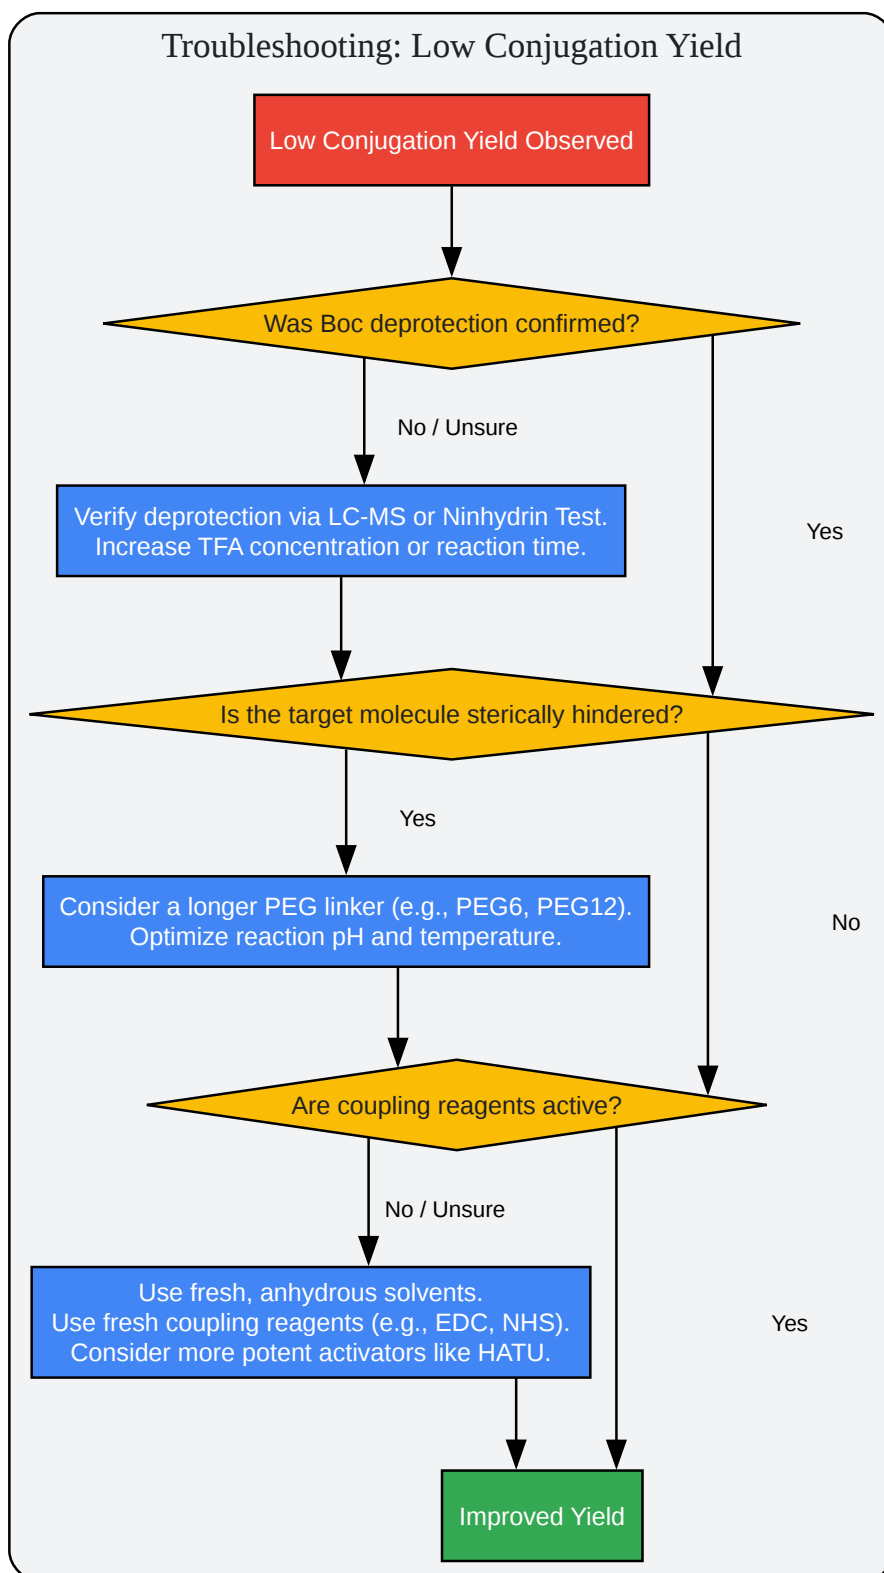 Troubleshooting: Low Conjugation Yield
Low Conjugation Yield Observed
Was Boc deprotection confirmed?
No / Unsure
Verify deprotection via LC-MS or Ninhydrin Test.
Increase TFA concentration or reaction time.
Yes
Is the target molecule sterically hindered?
Yes
Consider a longer PEG linker (e.g., PEG6, PEG12).
Optimize reaction pH and temperature.
No
Are coupling reagents active?
No / Unsure
Use fresh, anhydrous solvents.
Use fresh coupling reagents (e.g., EDC, NHS).
Consider more potent activators like HATU.
Yes
Improved Yield